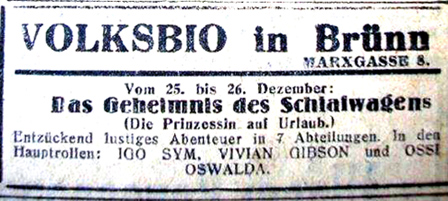 VOLKSBIO in Brünn
MARXGASSE 8.
Vom 25. bis 26. Dezember:
Das Geheimnis des Schlafwagens
(Die Prinzessin auf Urlaub.)
Entzückend lustiges Abenteuer in 7 Abteilungen. In den
Hauptrollen: IGO SYM, VIVIAN GIBSON und OSSI
OSWALDA.